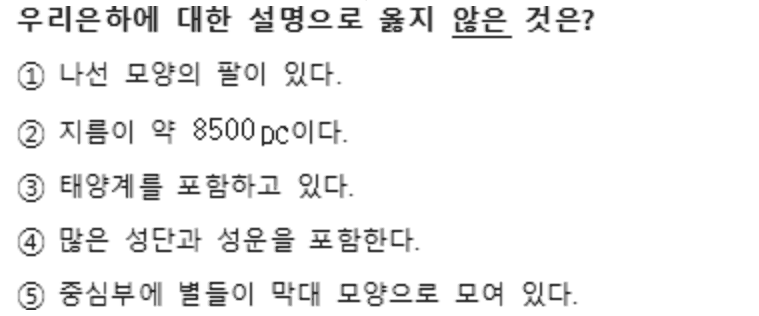 우리은하에 대한 설명으로 옳지 않은 것은?
① 나선 모양의 팔이 있다.
② 지름이 약 8500pc이다.
③ 태양계를 포함하고 있다.
④ 많은 성단과 성운을 포함한다.
⑤ 중심부에 별들이 막대 모양으로 모여 있다.